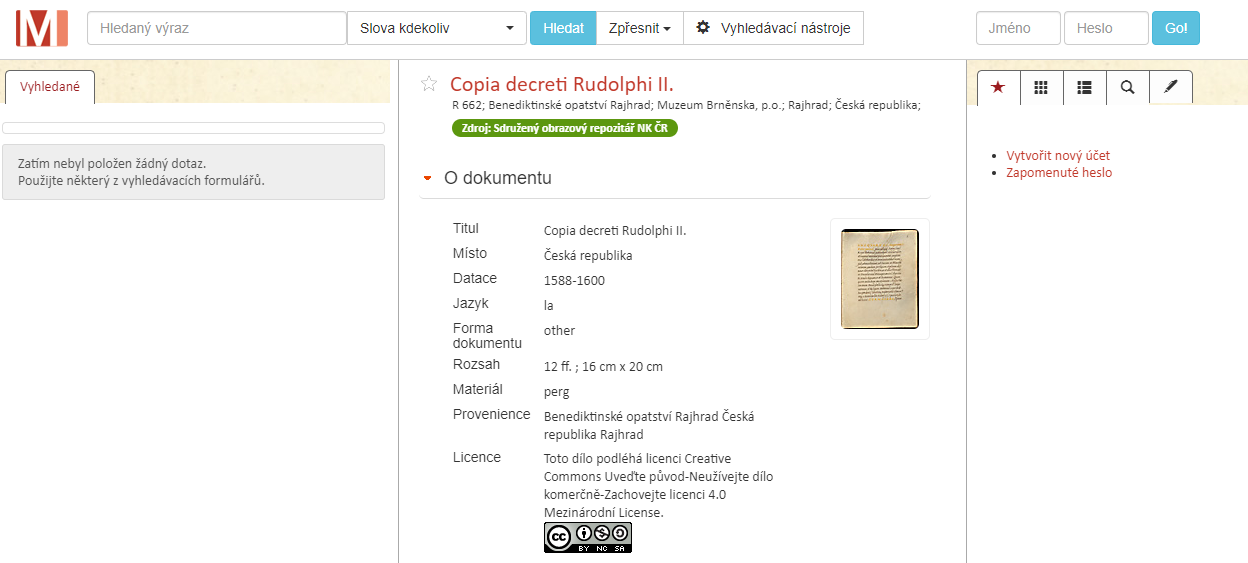 M
Hledaný výraz
Slova kdekoliv
Hledat
Zpřesnit
Vyhledávací nástroje
Jméno
Heslo
Go!
Vyhledané
Zatím nebyl položen žádný dotaz.
Použijte některý z vyhledávacích formulářů.
Copia decreti Rudolphi II.
R 662; Benediktinské opatství Rajhrad; Muzeum Brněnska, p.o.; Rajhrad; Česká republika;
Zdroj: Sdružený obrazový repozitář NK ČR
O dokumentu
Titul Copia decreti Rudolphi II.
Místo Česká republika
Datace 1588-1600
Jazyk la
Forma
dokumentu other
Rozsah 12 ff. ; 16 cm x 20 cm
Materiál perg
Provenience Benediktinské opatství Rajhrad Česká
republika Rajhrad
Licence Toto dílo podléhá licenci Creative
Commons Uveďte původ-Neužívejte dílo
komerčně-Zachovejte licenci 4.0
Mezinárodní License.
cc BY NC SA
Vytvořit nový účet
Zapomenuté heslo